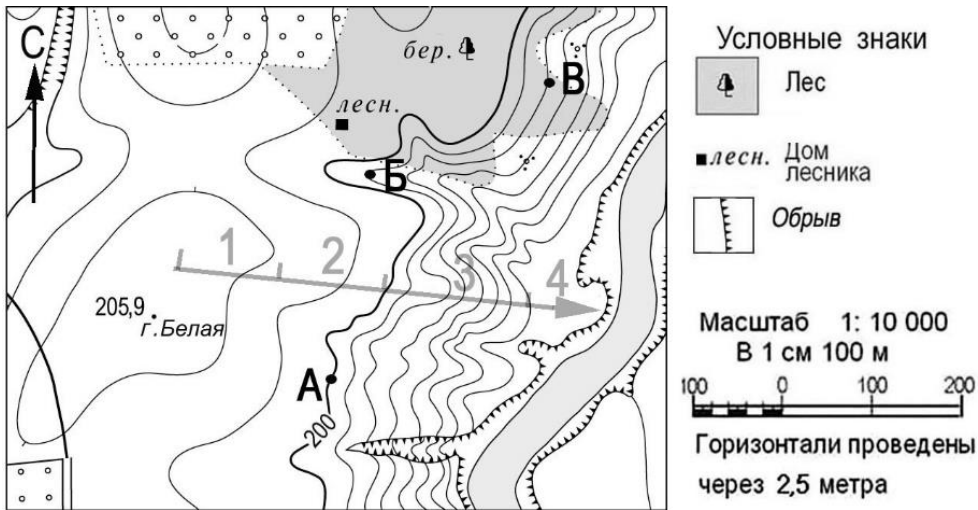 С
бер.
В
лесн.
Б
1
2
3
4
205,9
г.Белая
А
200
Условные знаки
Лес
лесн. Дом
лесника
Обрыв
Масштаб 1: 10 000
В 1 см 100 м
100 0 100 200
Горизонтали проведены
через 2,5 метра